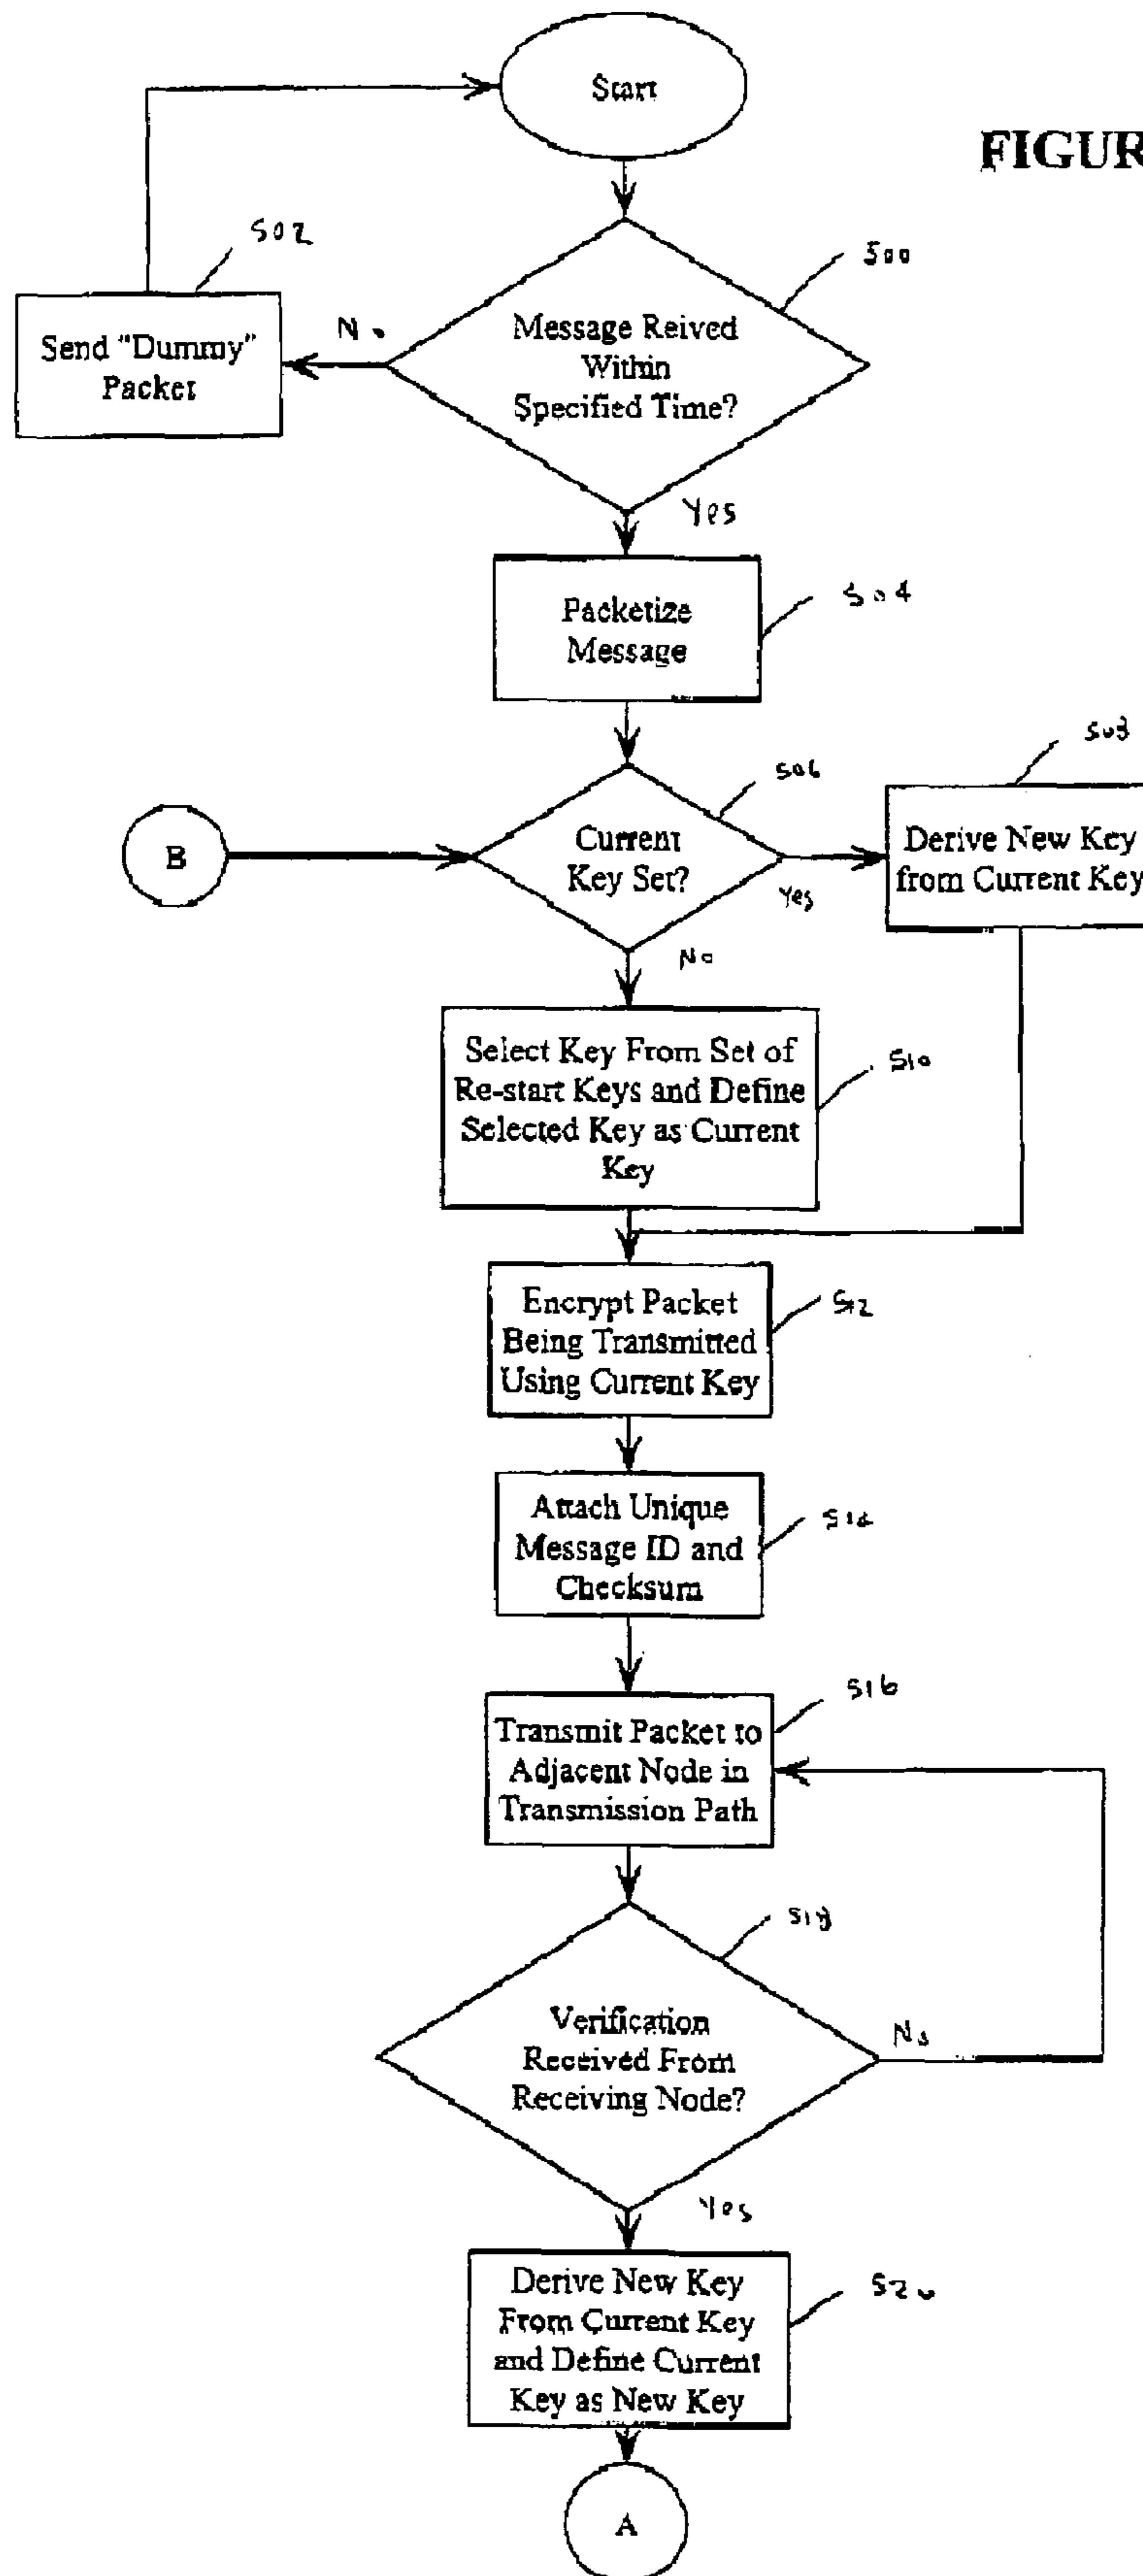 Start
FIGUR
502
500
No
Message Reived
Within
Specified Time?
Send "Dummy"
Packet
Yes
504
Packetize
Message
508
506
B
Current
Key Set?
Derive New Key
from Current Key
Yes
No
Select Key From Set of
Re-start Keys and Define
Selected Key as Current
Key
510
Encrypt Packet
Being Transmitted
Using Current Key
512
Attach Unique
Message ID and
Checksum
514
516
Transmit Packet to
Adjacent Node in
Transmission Path
518
Verification
Received From
Receiving Node?
No
Yes
Derive New Key
From Current Key
and Define Current
Key as New Key
520
A